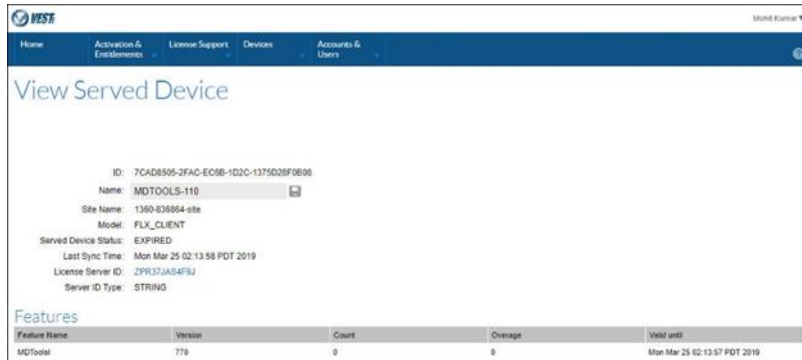 VEST
Mohit Kumar
Home Activation & Entitlements License Support Devices Accounts & Users
View Served Device
ID: 7CAD8505-2FAC-EC6B-1D2C-1375D28F0B08
Name: MDTOOLS-110
Site Name: 1360-836864-site
Model: FLX_CLIENT
Served Device Status: EXPIRED
Last Sync Time: Mon Mar 25 02:13:58 PDT 2019
License Server ID: ZPR37JAS4F9J
Server ID Type: STRING
Features
Feature Name Version Count Overage Valid until
MDToolsI 770 0 0 Mon Mar 25 02:13:57 PDT 2019